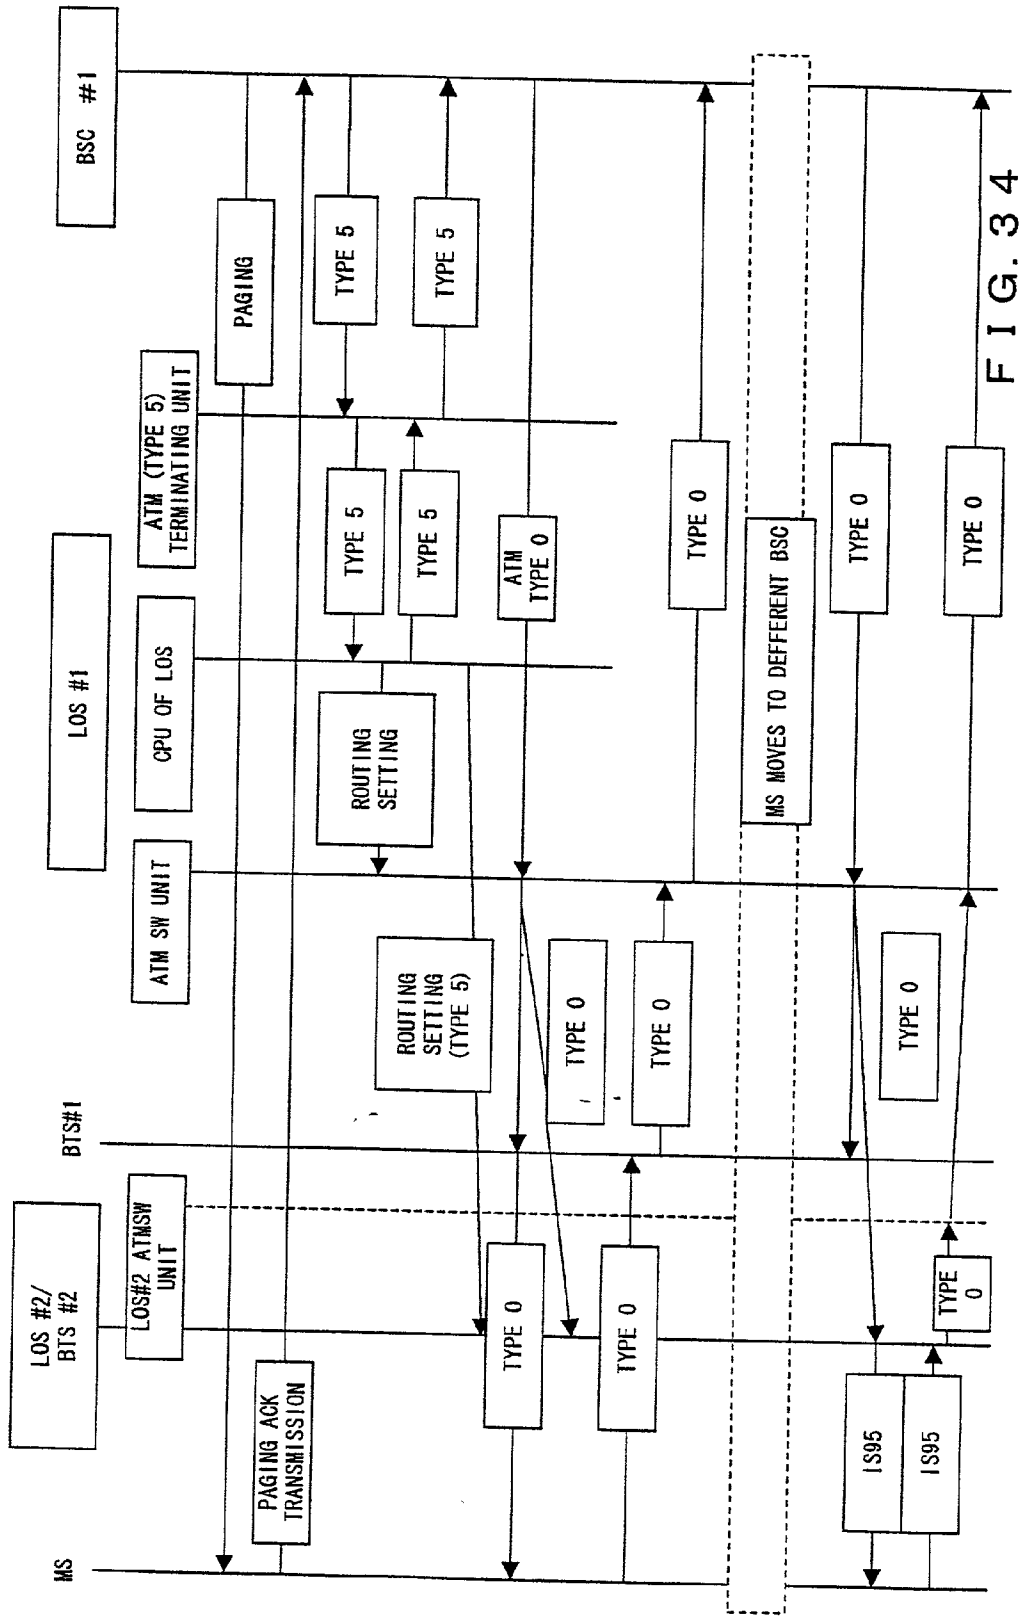 LOS #2/
BTS #2
LOS #1
BSC #1
MS
BTS#1
LOS#2 ATMSW
UNIT
ATM SW UNIT
CPU OF LOS
ATM (TYPE 5)
TERMINATING UNIT
PAGING
PAGING ACK
TRANSMISSION
TYPE 5
TYPE 5
ROUTING
SETTING
TYPE 5
TYPE 5
ROUTING
SETTING
(TYPE 5)
ATM
TYPE 0
TYPE 0
TYPE 0
TYPE 0
TYPE 0
TYPE 0
MS MOVES TO DEFFERENT BSC
TYPE 0
TYPE 0
IS95
IS95
TYPE
0
TYPE 0
FIG. 34